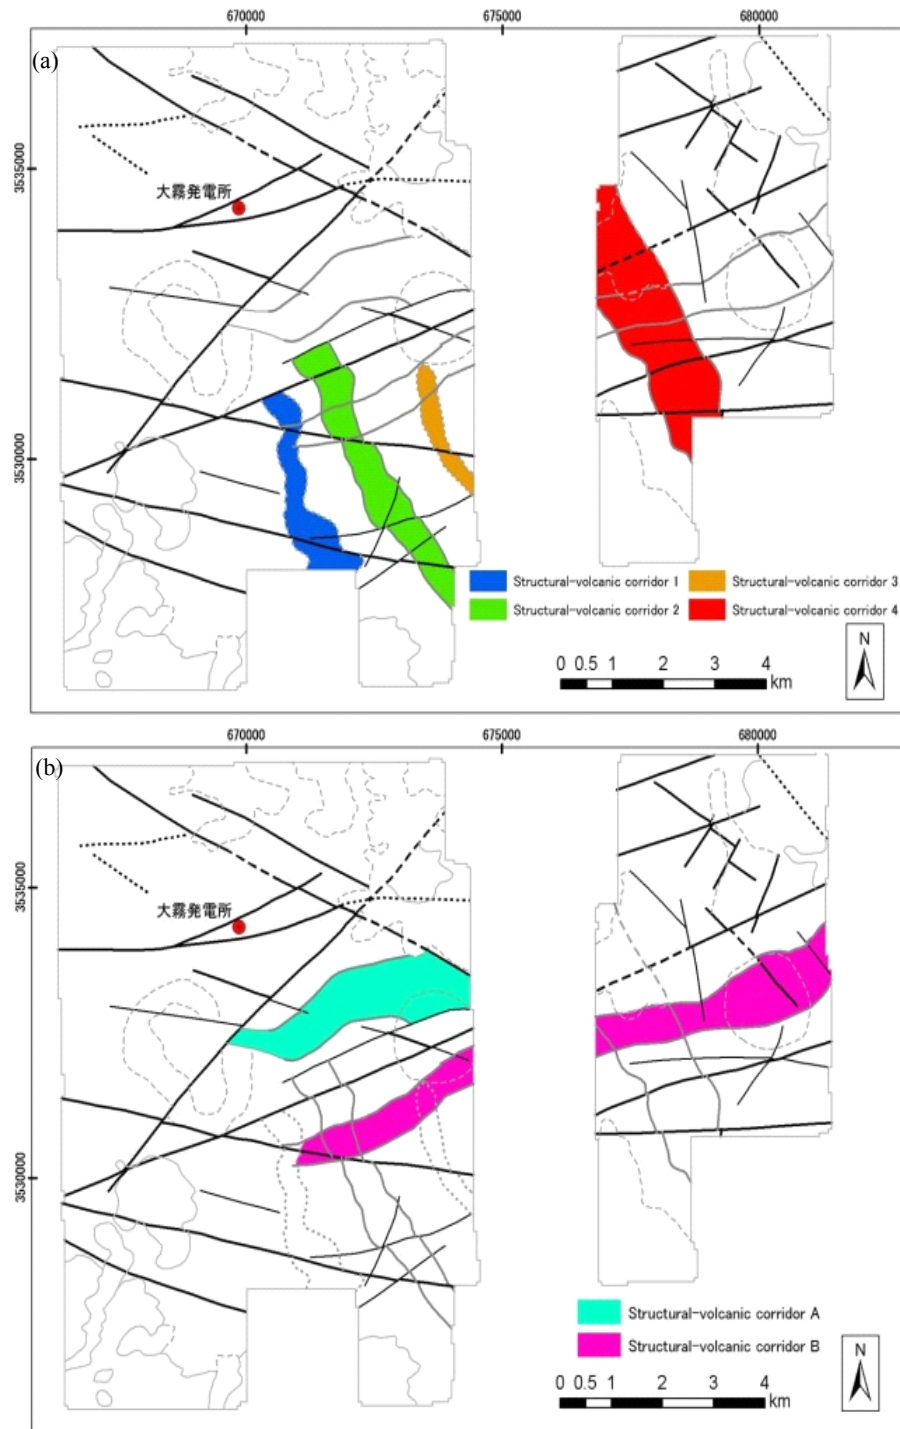 670000 675000 680000
(a)
3535000
大霧発電所
3530000
Structural-volcanic corridor 1
Structural-volcanic corridor 3
Structural-volcanic corridor 2
Structural-volcanic corridor 4
N
0 0.5 1 2 3 4
km
670000 675000 680000
(b)
3535000
大霧発電所
3530000
Structural-volcanic corridor A
Structural-volcanic corridor B
N
0 0.5 1 2 3 4
km